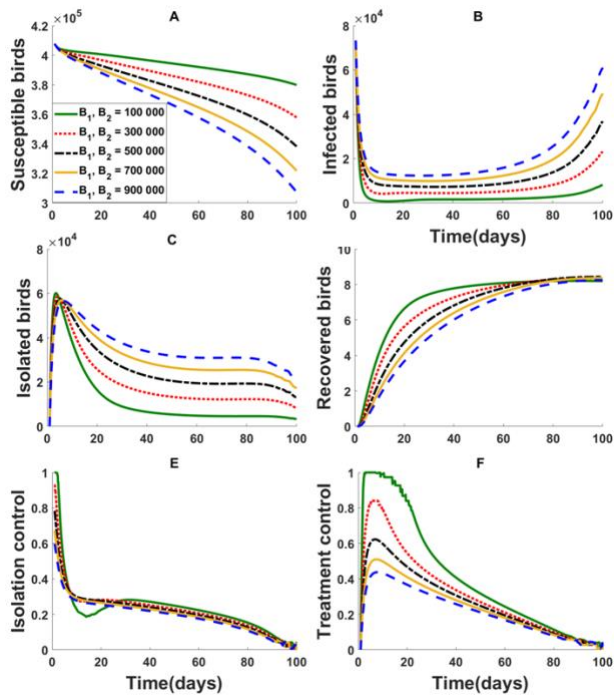 A
×10⁵
4.2
4
3.8
3.6
3.4
3.2
3
Susceptible birds
B₁, B₂ = 100 000
B₁, B₂ = 300 000
B₁, B₂ = 500 000
B₁, B₂ = 700 000
B₁, B₂ = 900 000
0 20 40 60 80 100
B
×10⁴
8
6
4
2
0
Infected birds
0 20 40 60 80 100
Time(days)
C
×10⁴
8
6
4
2
0
Isolated birds
0 20 40 60 80 100
10
8
6
4
2
0
Recovered birds
0 20 40 60 80 100
E
1
0.8
0.6
0.4
0.2
0
Isolation control
0 20 40 60 80 100
Time(days)
F
1
0.8
0.6
0.4
0.2
0
Treatment control
0 20 40 60 80 100
Time(days)